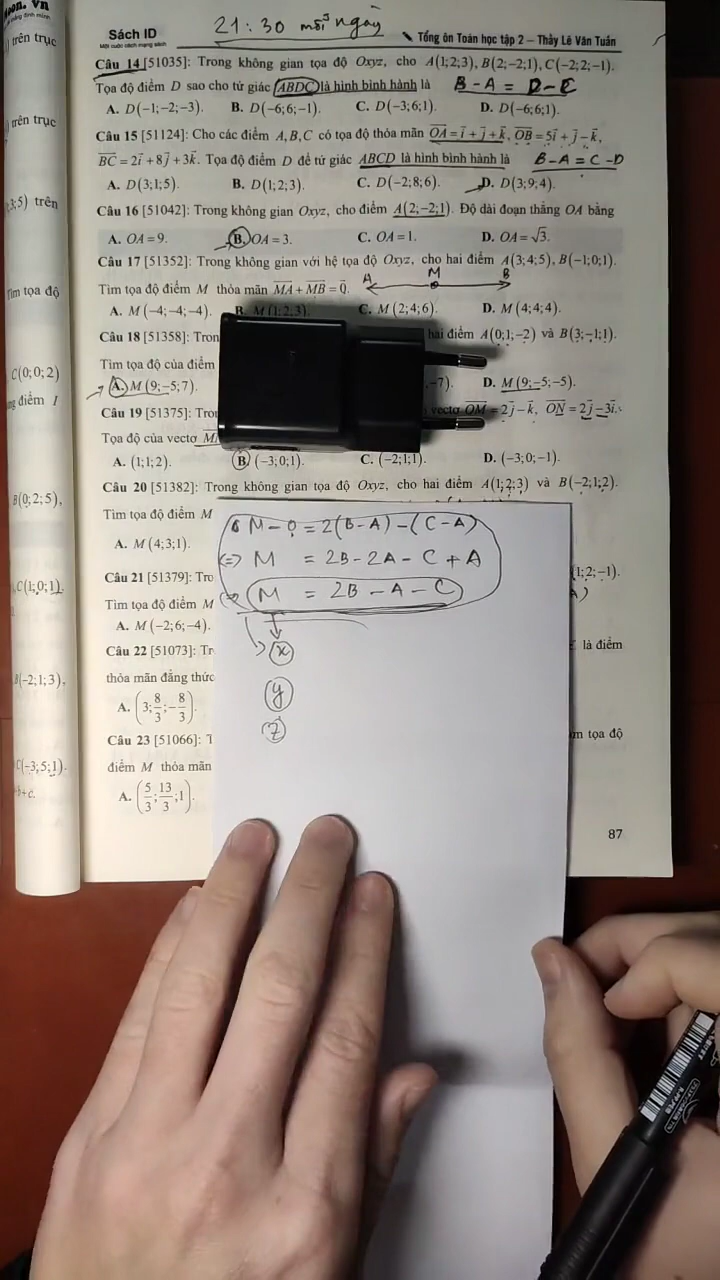 21:30 mỗi ngày
Sách ID
Một cuốn cách mạng sách
Tổng ôn Toán học tập 2 – Thầy Lê Văn Tuấn
Câu 14 [51035]: Trong không gian tọa độ Oxyz, cho A(1;2;3), B(2;-2;1), C(-2;2;-1).
Tọa độ điểm D sao cho tứ giác ABDC là hình bình hành là B - A = D - C
A. D(-1;-2;-3). B. D(-6;6;-1). C. D(-3;6;1). D. D(-6;6;1).
Câu 15 [51124]: Cho các điểm A, B, C có tọa độ thỏa mãn OA = i + j + k, OB = 5i + j - k,
BC = 2i + 8j + 3k. Tọa độ điểm D để tứ giác ABCD là hình bình hành là B - A = C - D
A. D(3;1;5). B. D(1;2;3). C. D(-2;8;6). D. D(3;9;4).
Câu 16 [51042]: Trong không gian Oxyz, cho điểm A(2;-2;1). Độ dài đoạn thẳng OA bằng
A. OA = 9. B. OA = 3. C. OA = 1. D. OA = √3.
Câu 17 [51352]: Trong không gian với hệ tọa độ Oxyz, cho hai điểm A(3;4;5), B(-1;0;1).
Tìm tọa độ điểm M thỏa mãn MA + MB = 0. A M B
A. M(-4;-4;-4). B. M(1;2;3). C. M(2;4;6). D. M(4;4;4).
Câu 18 [51358]: Tron hai điểm A(0;1;-2) và B(3;-1;1).
Tìm tọa độ của điểm
A. M(9;-5;7). ;-7). D. M(9;-5;-5).
Câu 19 [51375]: Tro vectơ OM = 2j - k, ON = 2j - 3i.
Tọa độ của vectơ M
A. (1;1;2). B. (-3;0;1). C. (-2;1;1). D. (-3;0;-1).
Câu 20 [51382]: Trong không gian tọa độ Oxyz, cho hai điểm A(1;2;3) và B(-2;1;2).
Tìm tọa độ điểm M
A. M(4;3;1).
Câu 21 [51379]: Tro (1;2;-1).
Tìm tọa độ điểm M
A. M(-2;6;-4).
Câu 22 [51073]: Tr là điểm
thỏa mãn đẳng thức
A. (3; 8/3; -8/3).
Câu 23 [51066]: T m tọa độ
điểm M thỏa mãn
A. (5/3; 13/3; 1).
87
M - 0 = 2(B - A) - (C - A)
<=> M = 2B - 2A - C + A
M = 2B - A - C
x
y
z
oon. vn
) trên trục
) trên trục
;3;5) trên
Tìm tọa độ
C(0;0;2)
ng điểm I
B(0;2;5),
C(1;0;1).
B(-2;1;3),
C(-3;5;1).
+b+c.